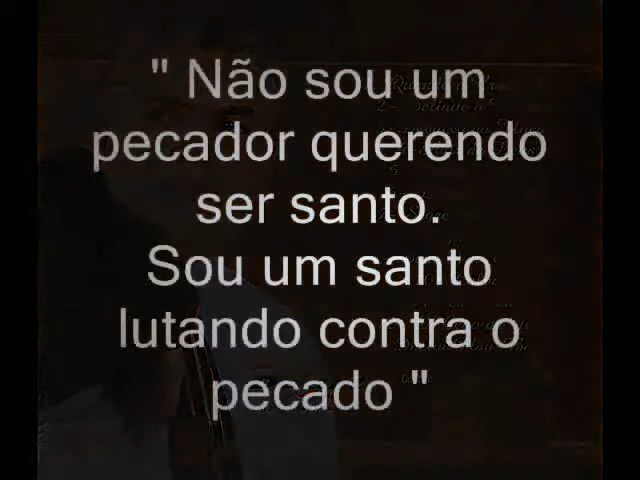 " Não sou um
pecador querendo
ser santo.
Sou um santo
lutando contra o
pecado "